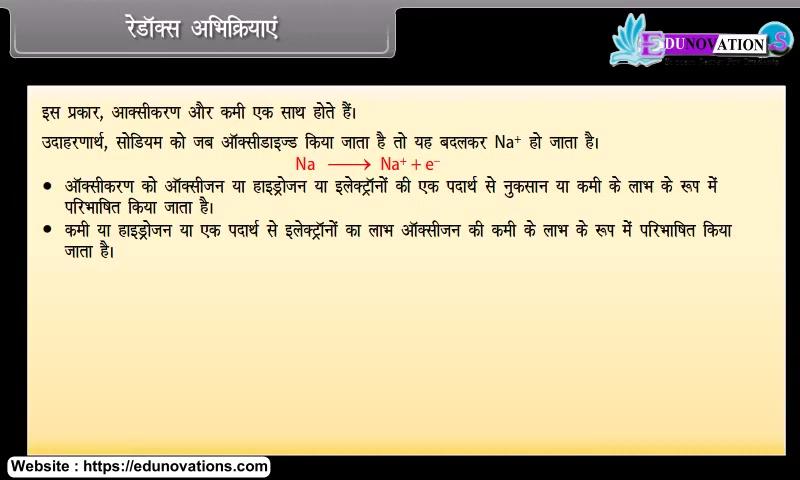 रेडॉक्स अभिक्रियाएं
EDUNOVATION S
इस प्रकार, आक्सीकरण और कमी एक साथ होते हैं।
उदाहरणार्थ, सोडियम को जब ऑक्सीडाइज्ड किया जाता है तो यह बदलकर Na⁺ हो जाता है।
Na ⟶ Na⁺ + e⁻
• ऑक्सीकरण को ऑक्सीजन या हाइड्रोजन या इलेक्ट्रॉनों की एक पदार्थ से नुकसान या कमी के लाभ के रूप में
परिभाषित किया जाता है।
• कमी या हाइड्रोजन या एक पदार्थ से इलेक्ट्रॉनों का लाभ ऑक्सीजन की कमी के लाभ के रूप में परिभाषित किया
जाता है।
Website : https://edunovations.com